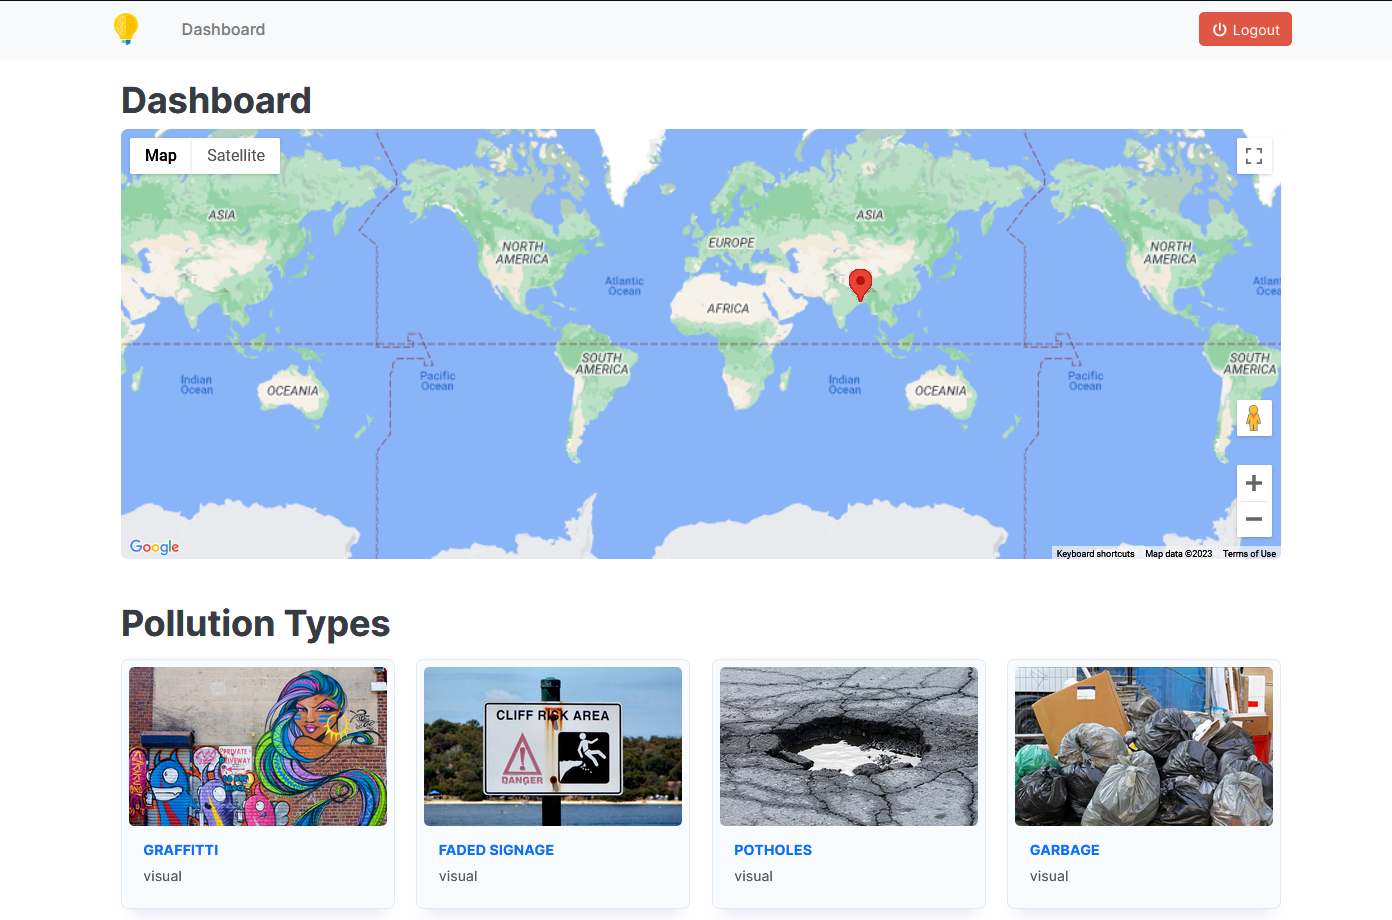 Dashboard
Logout
Dashboard
Map
Satellite
ASIA
NORTH
AMERICA
Atlantic
Ocean
EUROPE
ASIA
NORTH
AMERICA
Atlan
Ocea
AFRICA
SOUTH
AMERICA
SOUTH
AMERICA
Indian
Ocean
OCEANIA
Pacific
Ocean
Indian
Ocean
OCEANIA
Pacific
Ocean
Google
Keyboard shortcuts
Map data ©2023
Terms of Use
Pollution Types
PRIVATE
CLIFF RISK AREA
DANGER
GRAFFITTI
visual
FADED SIGNAGE
visual
POTHOLES
visual
GARBAGE
visual